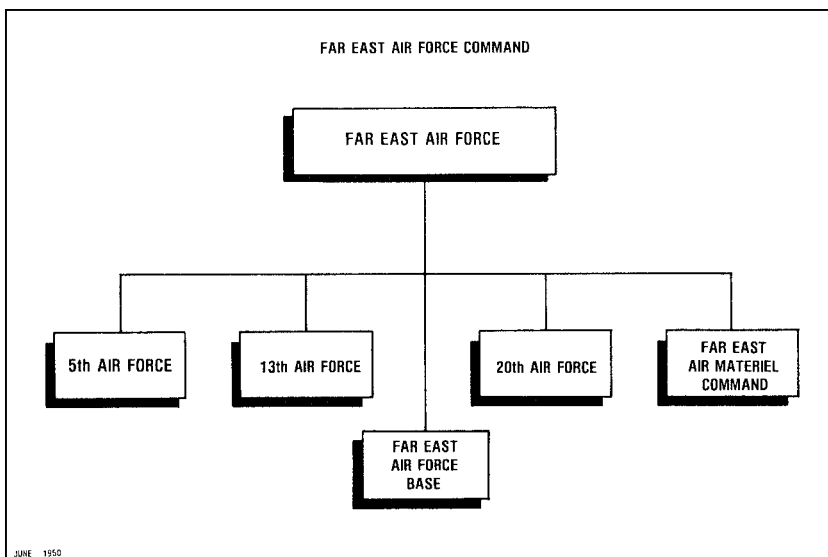 FAR EAST AIR FORCE COMMAND
FAR EAST AIR FORCE
5th AIR FORCE
13th AIR FORCE
20th AIR FORCE
FAR EAST
AIR MATERIEL
COMMAND
FAR EAST
AIR FORCE
BASE
JUNE 1950